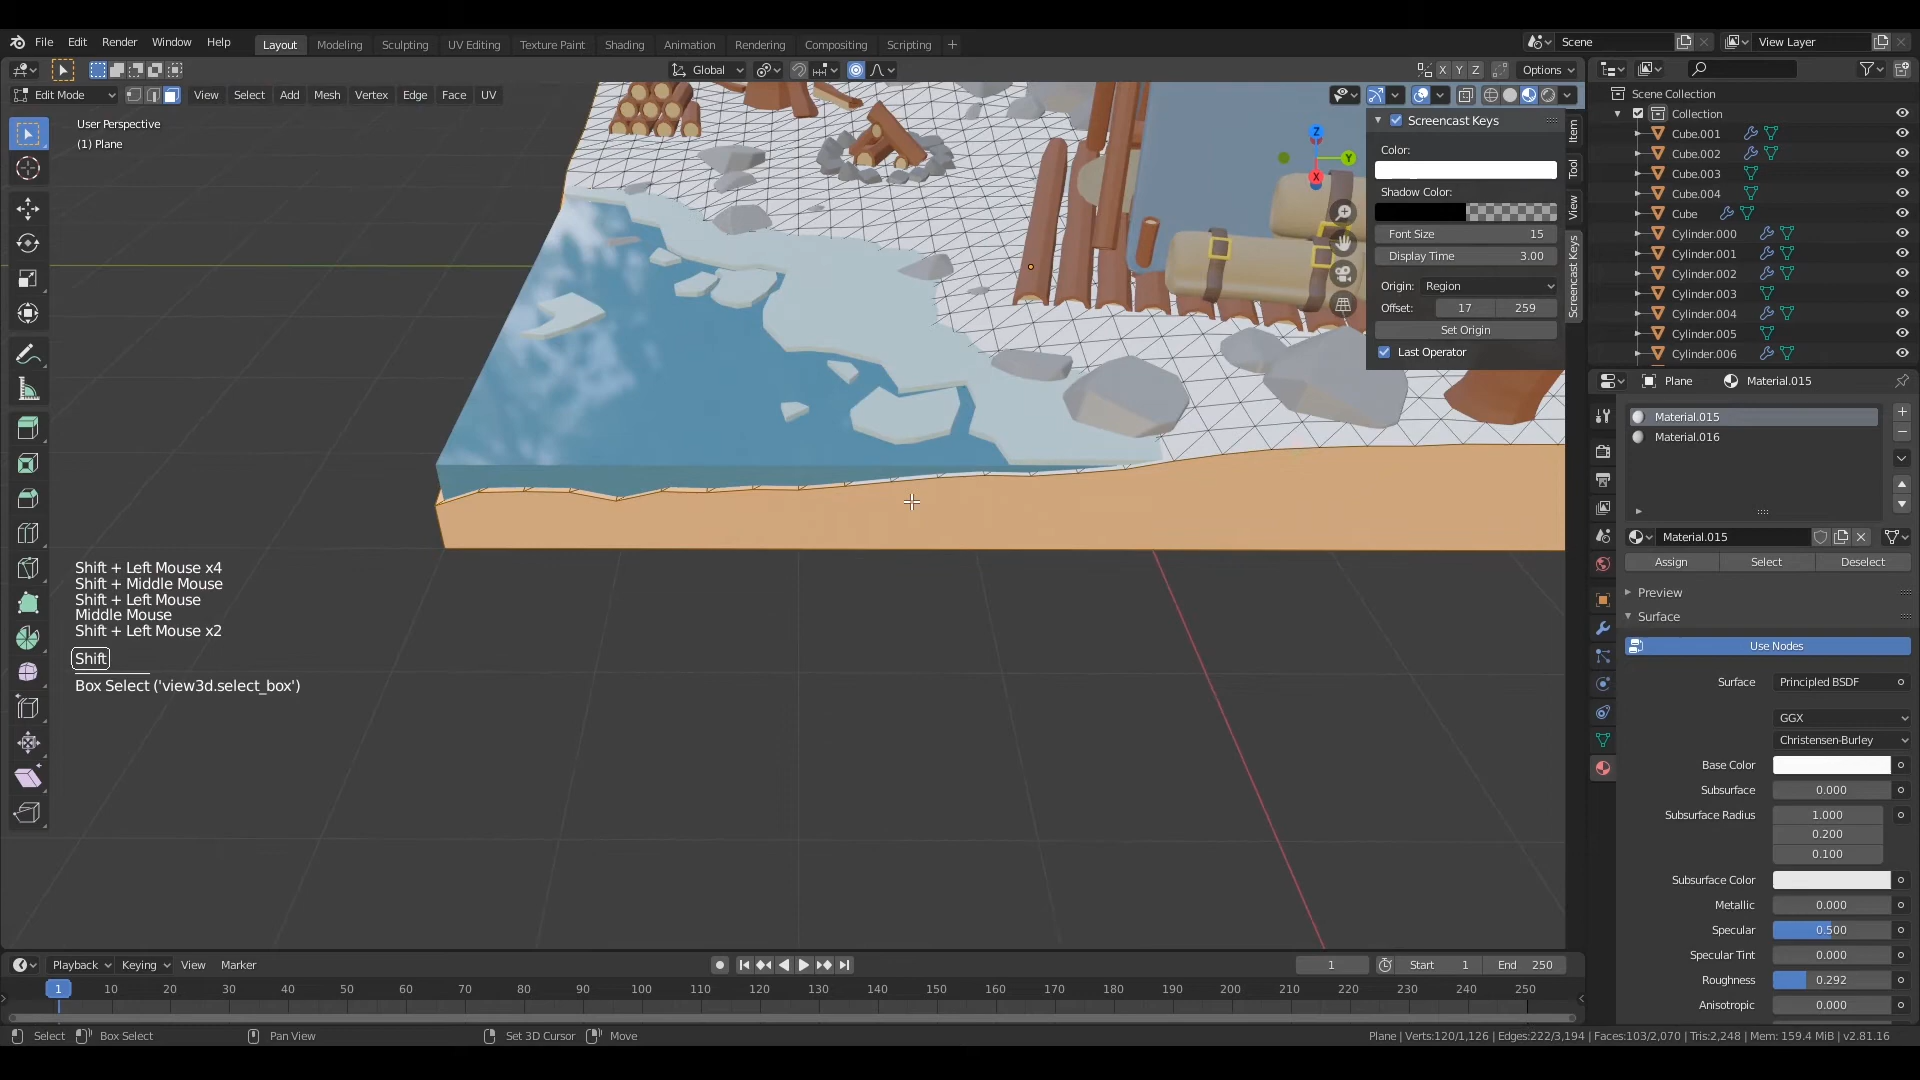 File Edit Render Window Help Layout Modeling Sculpting UV Editing Texture Paint Shading Animation Rendering Compositing Scripting + Scene View Layer
Global X Y Z Options
Edit Mode View Select Add Mesh Vertex Edge Face UV
User Perspective
(1) Plane
Screencast Keys
Color:
Shadow Color:
Font Size 15
Display Time 3.00
Origin: Region
Offset: 17 259
Set Origin
Last Operator
Item
Tool
View
Screencast Keys
Z
Y
X
Shift + Left Mouse x4
Shift + Middle Mouse
Shift + Left Mouse
Middle Mouse
Shift + Left Mouse x2
Shift
Box Select ('view3d.select_box')
Scene Collection
Collection
Cube.001
Cube.002
Cube.003
Cube.004
Cube
Cylinder.000
Cylinder.001
Cylinder.002
Cylinder.003
Cylinder.004
Cylinder.005
Cylinder.006
Plane Material.015
Material.015
Material.016
Material.015
Assign Select Deselect
Preview
Surface
Use Nodes
Surface Principled BSDF
GGX
Christensen-Burley
Base Color
Subsurface 0.000
Subsurface Radius 1.000
0.200
0.100
Subsurface Color
Metallic 0.000
Specular 0.500
Specular Tint 0.000
Roughness 0.292
Anisotropic 0.000
Playback Keying View Marker 1 Start 1 End 250
1 10 20 30 40 50 60 70 80 90 100 110 120 130 140 150 160 170 180 190 200 210 220 230 240 250
Select Box Select Pan View Set 3D Cursor Move Plane | Verts:120/1,126 | Edges:222/3,194 | Faces:103/2,070 | Tris:2,248 | Mem: 159.4 MiB | v2.81.16